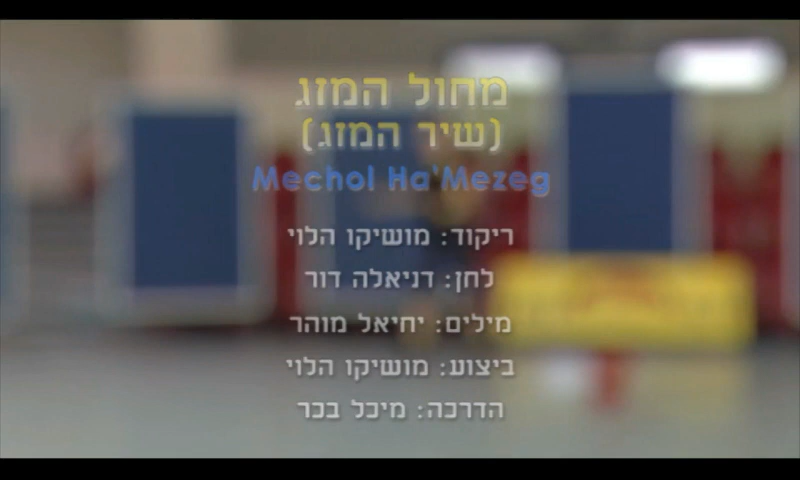 מחול המזג
(שיר המזג)
Mechol Ha'Mezeg
ריקוד: מושיקו הלוי
לחן: דניאלה דור
מילים: יחיאל מוהר
ביצוע: מושיקו הלוי
הדרכה: מיכל בכר